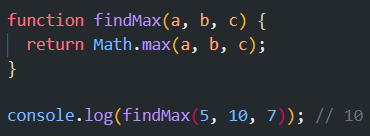 function findMax(a, b, c) {
  return Math.max(a, b, c);
}

console.log(findMax(5, 10, 7)); // 10